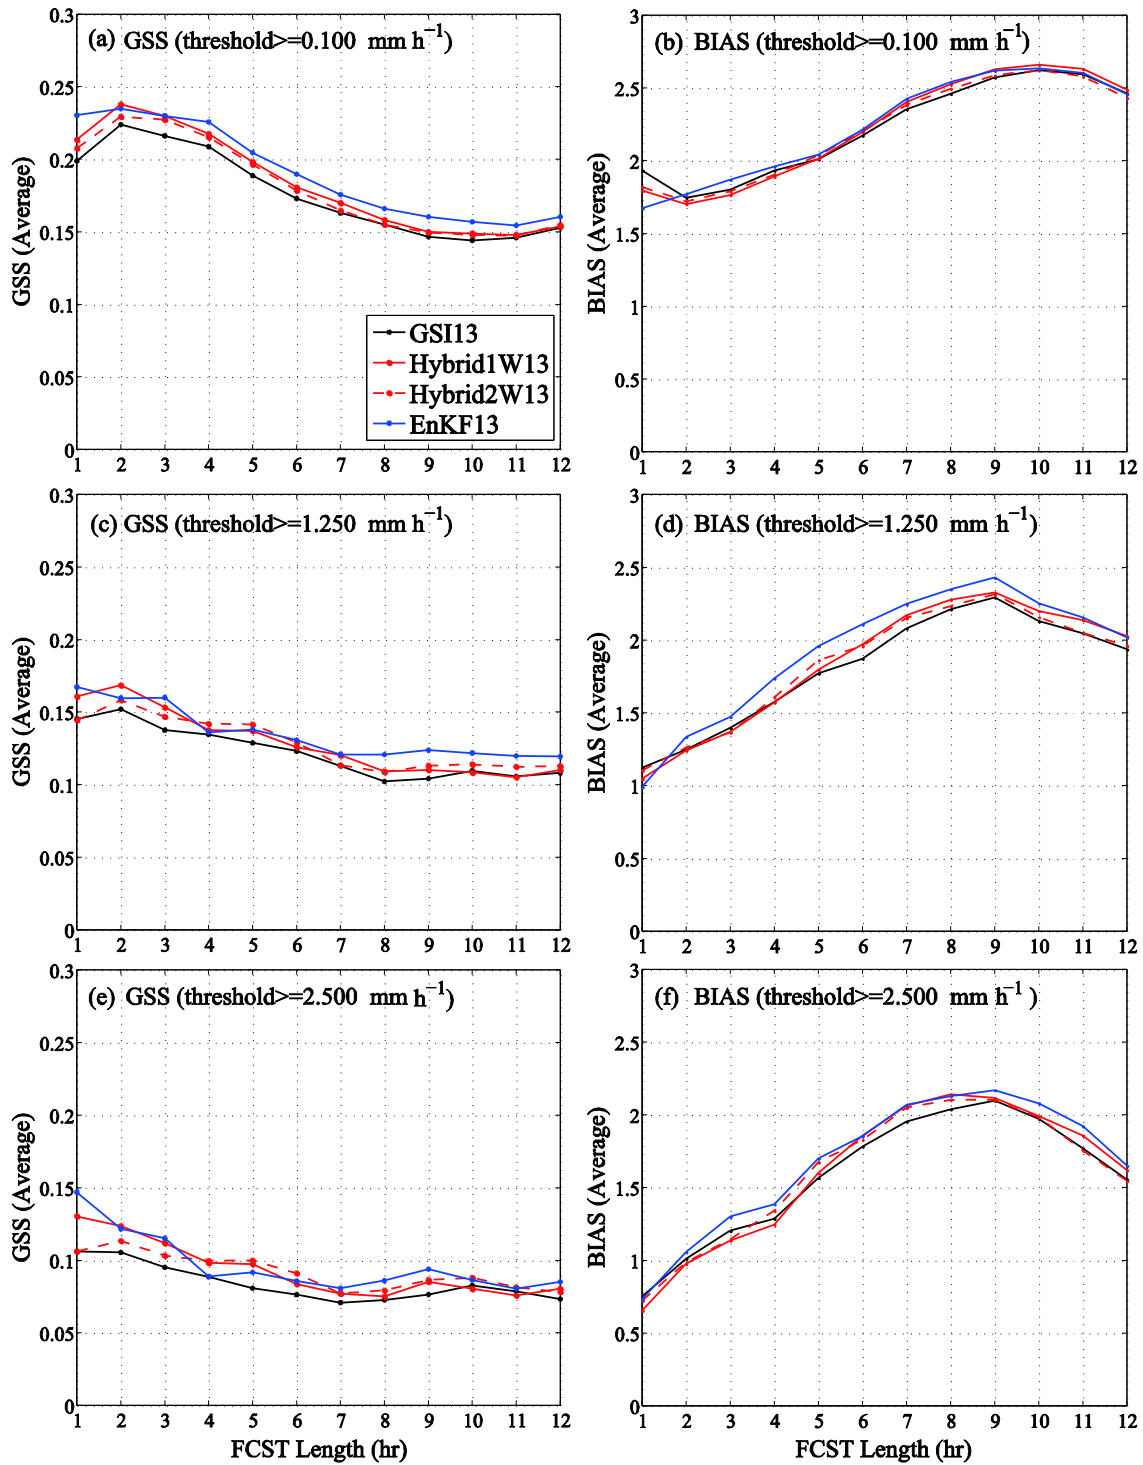 (a) GSS (threshold>=0.100 mm h−1)
GSS (Average)
0.3
0.25
0.2
0.15
0.1
0.05
0
GSI13
Hybrid1W13
Hybrid2W13
EnKF13
1 2 3 4 5 6 7 8 9 10 11 12
(b) BIAS (threshold>=0.100 mm h−1)
BIAS (Average)
3
2.5
2
1.5
1
0.5
0
1 2 3 4 5 6 7 8 9 10 11 12
(c) GSS (threshold>=1.250 mm h−1)
GSS (Average)
0.3
0.25
0.2
0.15
0.1
0.05
0
1 2 3 4 5 6 7 8 9 10 11 12
(d) BIAS (threshold>=1.250 mm h−1)
BIAS (Average)
3
2.5
2
1.5
1
0.5
0
1 2 3 4 5 6 7 8 9 10 11 12
(e) GSS (threshold>=2.500 mm h−1)
GSS (Average)
0.3
0.25
0.2
0.15
0.1
0.05
0
1 2 3 4 5 6 7 8 9 10 11 12
FCST Length (hr)
(f) BIAS (threshold>=2.500 mm h−1 )
BIAS (Average)
3
2.5
2
1.5
1
0.5
0
1 2 3 4 5 6 7 8 9 10 11 12
FCST Length (hr)